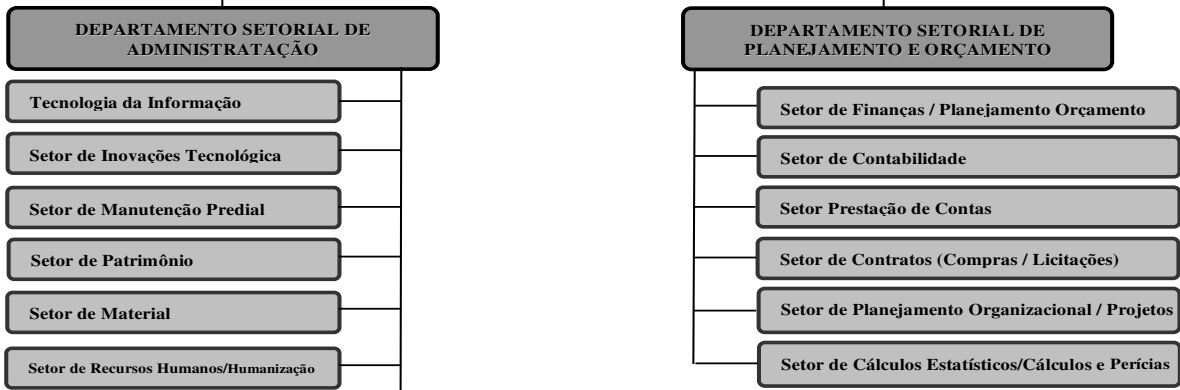 DEPARTAMENTO SETORIAL DE
ADMINISTRATAÇÃO
Tecnologia da Informação
Setor de Inovações Tecnológica
Setor de Manutenção Predial
Setor de Patrimônio
Setor de Material
Setor de Recursos Humanos/Humanização
DEPARTAMENTO SETORIAL DE
PLANEJAMENTO E ORÇAMENTO
Setor de Finanças / Planejamento Orçamento
Setor de Contabilidade
Setor Prestação de Contas
Setor de Contratos (Compras / Licitações)
Setor de Planejamento Organizacional / Projetos
Setor de Cálculos Estatísticos/Cálculos e Perícias